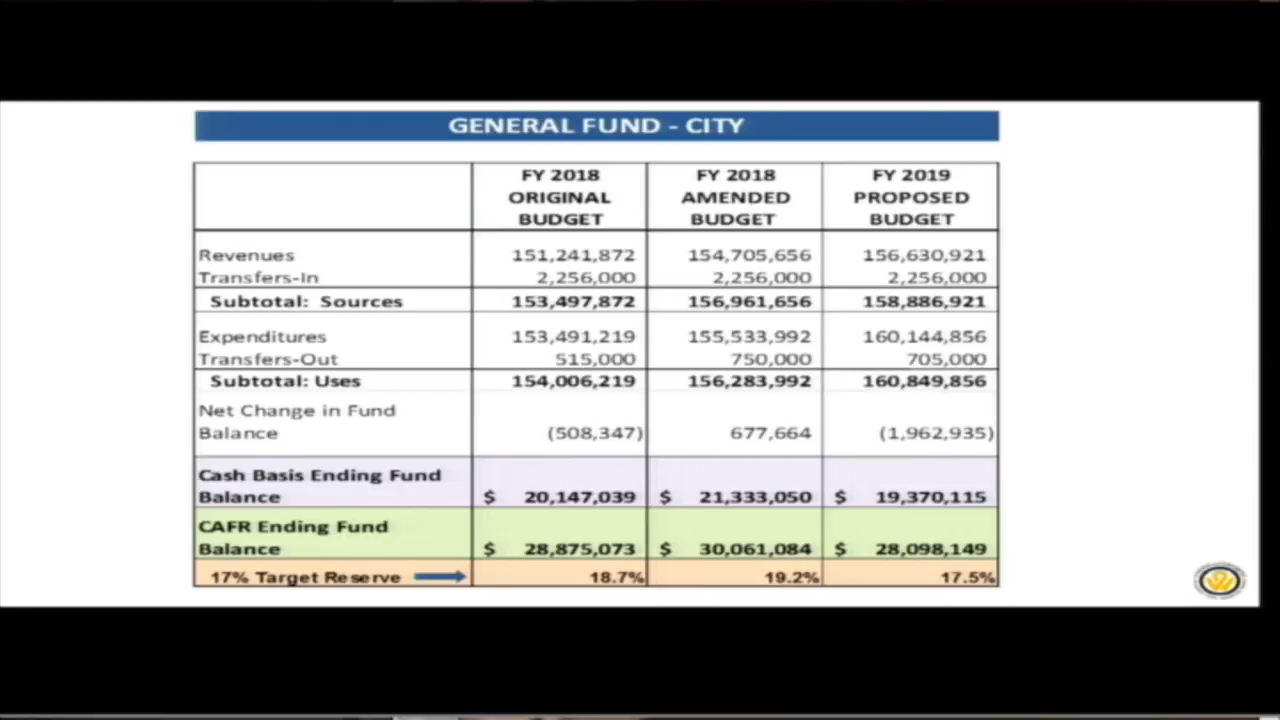 GENERAL FUND - CITY
FY 2018 ORIGINAL BUDGET FY 2018 AMENDED BUDGET FY 2019 PROPOSED BUDGET
Revenues 151,241,872 154,705,656 156,630,921
Transfers-In 2,256,000 2,256,000 2,256,000
Subtotal: Sources 153,497,872 156,961,656 158,886,921
Expenditures 153,491,219 155,533,992 160,144,856
Transfers-Out 515,000 750,000 705,000
Subtotal: Uses 154,006,219 156,283,992 160,849,856
Net Change in Fund
Balance (508,347) 677,664 (1,962,935)
Cash Basis Ending Fund
Balance $ 20,147,039 $ 21,333,050 $ 19,370,115
CAFR Ending Fund
Balance $ 28,875,073 $ 30,061,084 $ 28,098,149
17% Target Reserve 18.7% 19.2% 17.5%